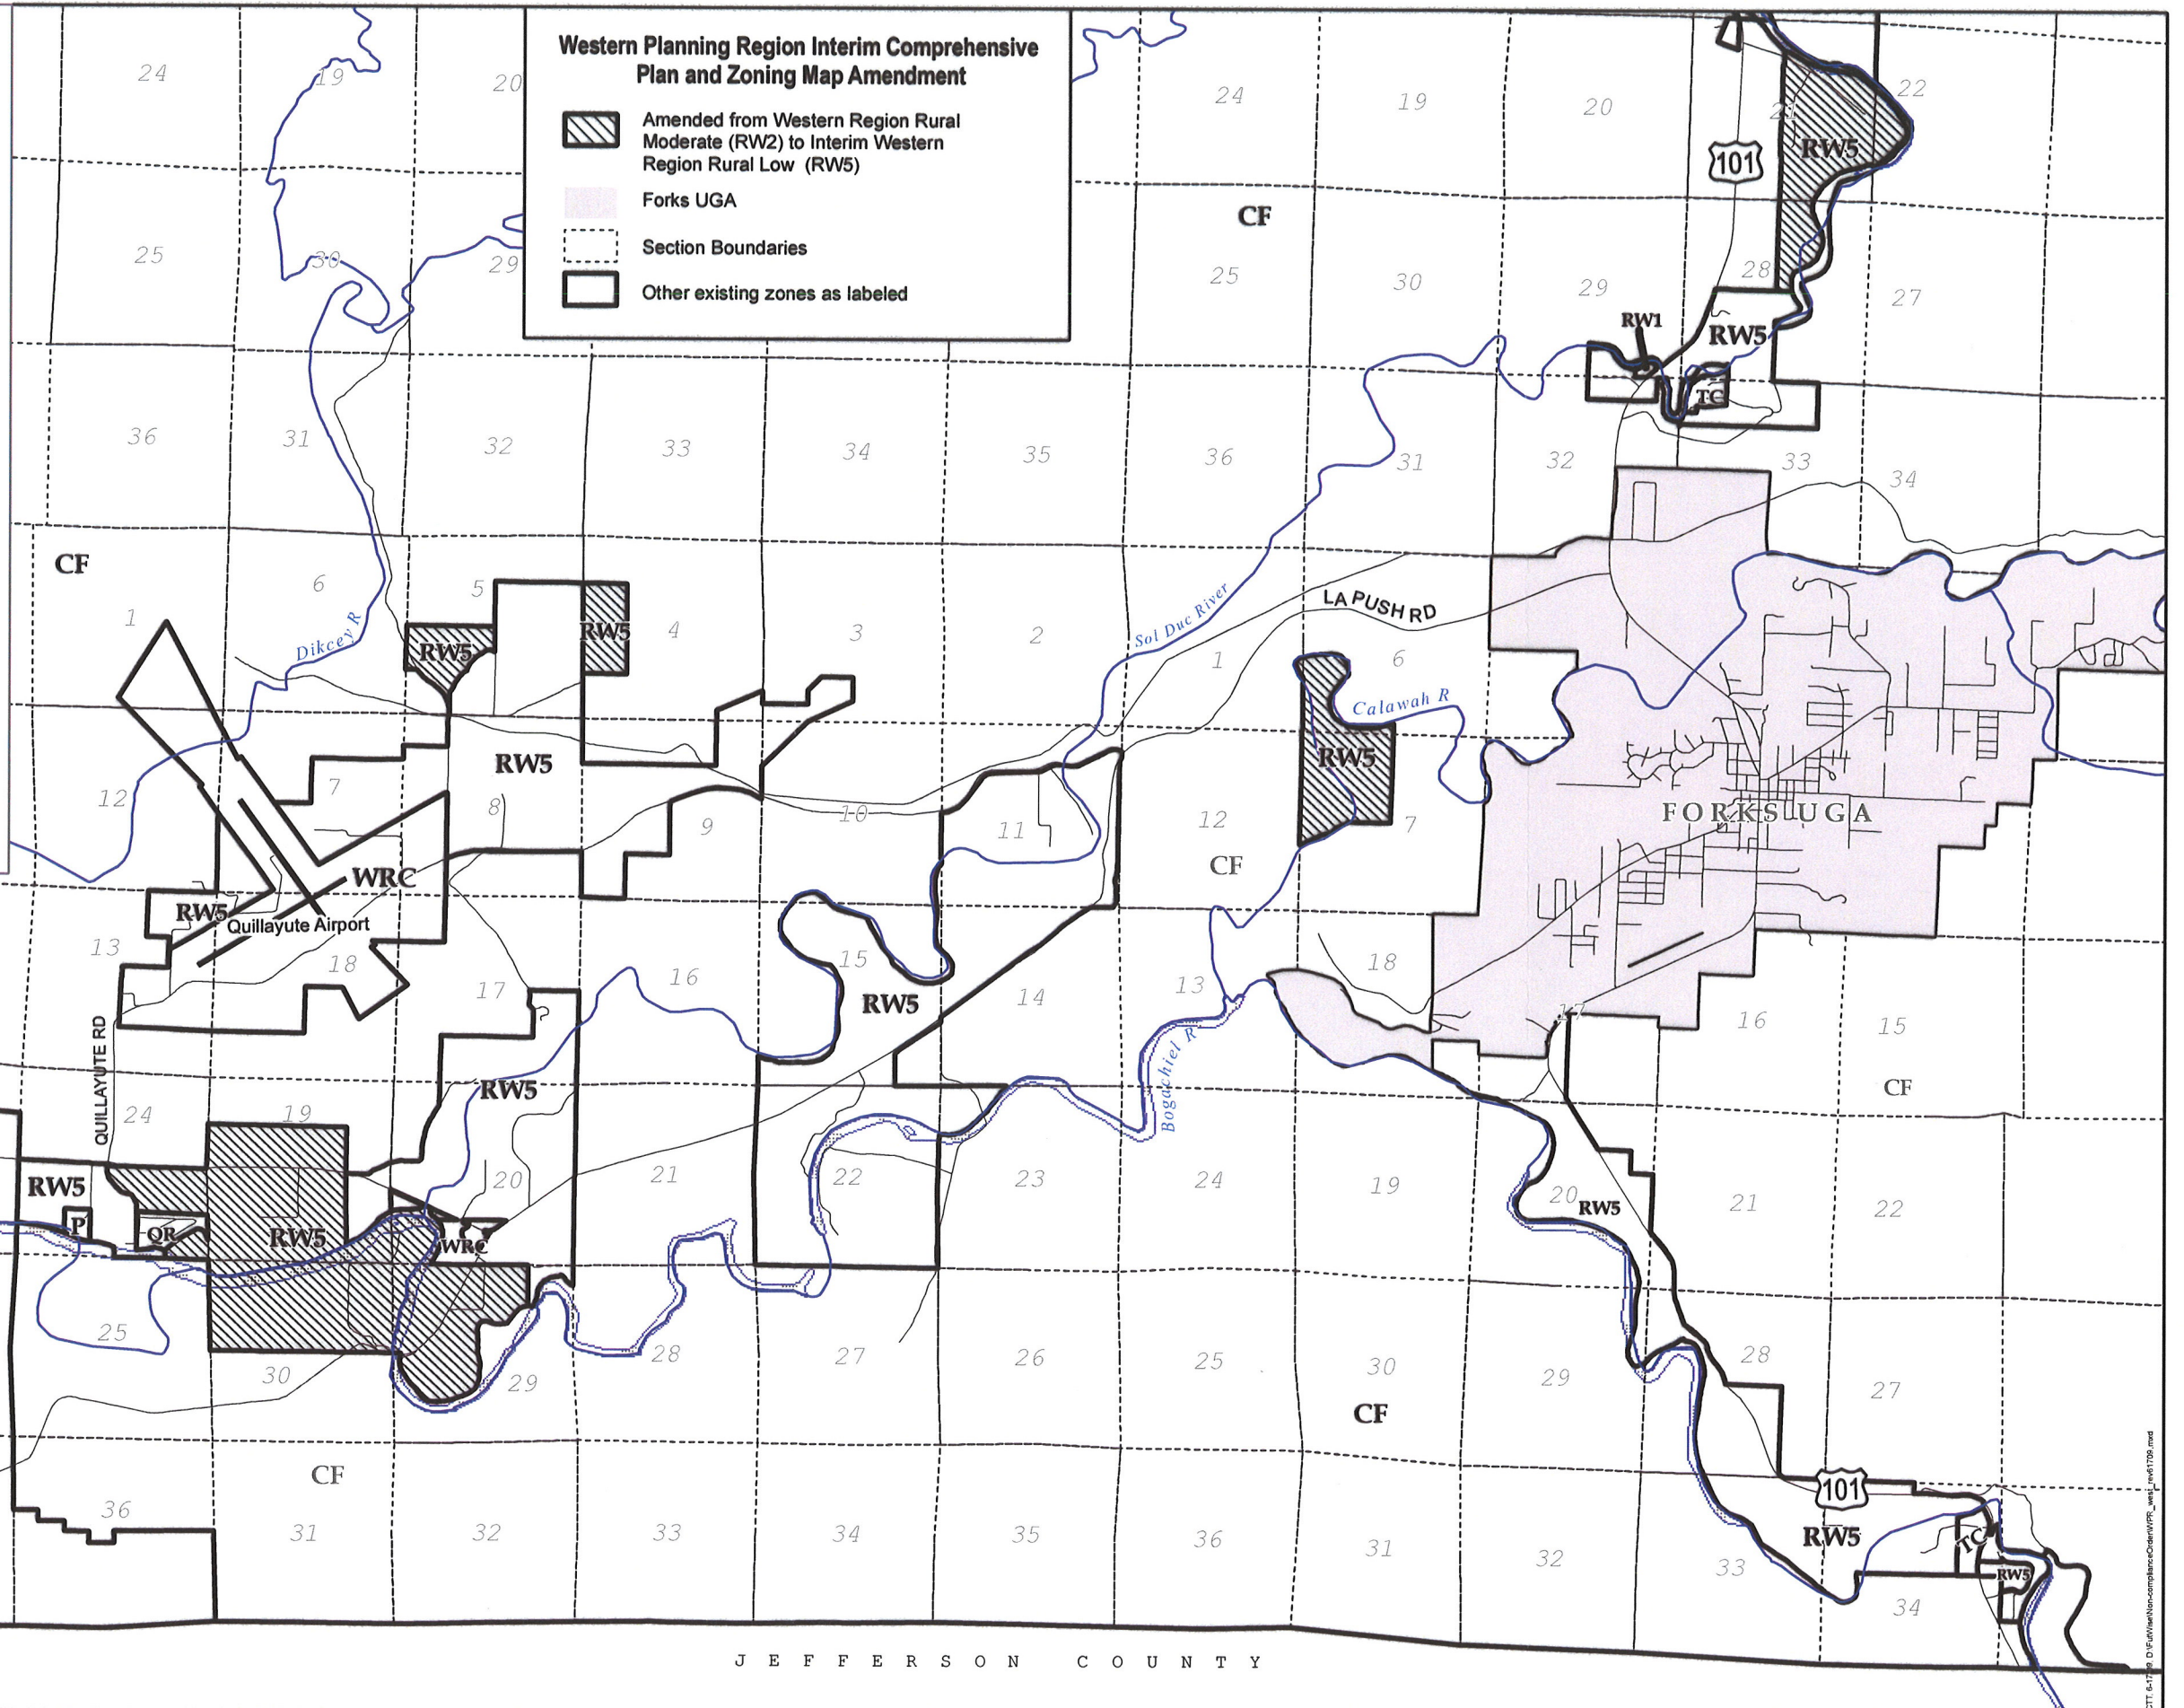 Western Planning Region Interim Comprehensive
Plan and Zoning Map Amendment
Amended from Western Region Rural
Moderate (RW2) to Interim Western
Region Rural Low (RW5)
Forks UGA
Section Boundaries
Other existing zones as labeled
24
19
20
24
19
20
21
22
RW5
101
CF
25
30
29
25
30
29
28
27
RW1
RW5
TC
36
31
32
33
34
35
36
31
32
33
34
CF
6
5
1
Dikcey R
RW5
RW5
4
3
2
Sol Duc River
LA PUSH RD
1
6
Calawah R
RW5
RW5
7
12
8
9
10
11
12
7
FORKS UGA
CF
WRC
RW5
Quillayute Airport
13
18
17
16
15
RW5
14
13
18
17
16
15
Bogachiel R
QUILLAYUTE RD
RW5
CF
24
19
20
21
22
23
24
19
20
RW5
21
22
RW5
P
QR
RW5
WRC
25
30
29
28
27
26
25
30
29
28
27
CF
CF
36
31
32
33
34
35
36
31
32
33
34
101
RW5
TC
RW5
JEFFERSON COUNTY